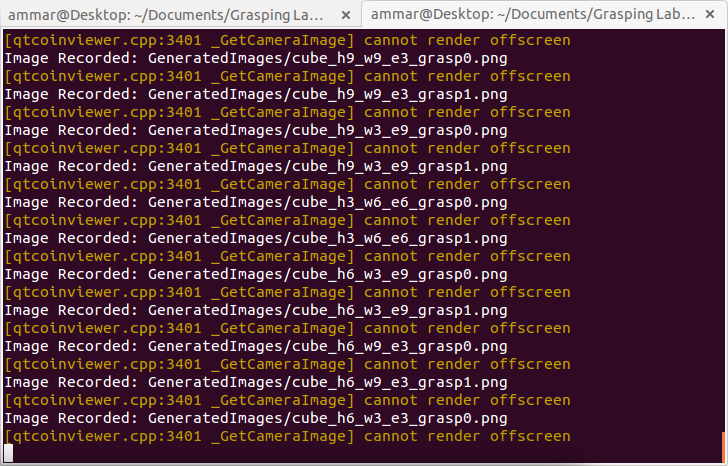 ammar@Desktop: ~/Documents/Grasping La... × ammar@Desktop: ~/Documents/Grasping Lab... ×
[qtcoinviewer.cpp:3401 _GetCameraImage] cannot render offscreen
Image Recorded: GeneratedImages/cube_h9_w9_e3_grasp0.png
[qtcoinviewer.cpp:3401 _GetCameraImage] cannot render offscreen
Image Recorded: GeneratedImages/cube_h9_w9_e3_grasp1.png
[qtcoinviewer.cpp:3401 _GetCameraImage] cannot render offscreen
Image Recorded: GeneratedImages/cube_h9_w3_e9_grasp0.png
[qtcoinviewer.cpp:3401 _GetCameraImage] cannot render offscreen
Image Recorded: GeneratedImages/cube_h9_w3_e9_grasp1.png
[qtcoinviewer.cpp:3401 _GetCameraImage] cannot render offscreen
Image Recorded: GeneratedImages/cube_h3_w6_e6_grasp0.png
[qtcoinviewer.cpp:3401 _GetCameraImage] cannot render offscreen
Image Recorded: GeneratedImages/cube_h3_w6_e6_grasp1.png
[qtcoinviewer.cpp:3401 _GetCameraImage] cannot render offscreen
Image Recorded: GeneratedImages/cube_h6_w3_e9_grasp0.png
[qtcoinviewer.cpp:3401 _GetCameraImage] cannot render offscreen
Image Recorded: GeneratedImages/cube_h6_w3_e9_grasp1.png
[qtcoinviewer.cpp:3401 _GetCameraImage] cannot render offscreen
Image Recorded: GeneratedImages/cube_h6_w9_e3_grasp0.png
[qtcoinviewer.cpp:3401 _GetCameraImage] cannot render offscreen
Image Recorded: GeneratedImages/cube_h6_w9_e3_grasp1.png
[qtcoinviewer.cpp:3401 _GetCameraImage] cannot render offscreen
Image Recorded: GeneratedImages/cube_h6_w3_e3_grasp0.png
[qtcoinviewer.cpp:3401 _GetCameraImage] cannot render offscreen